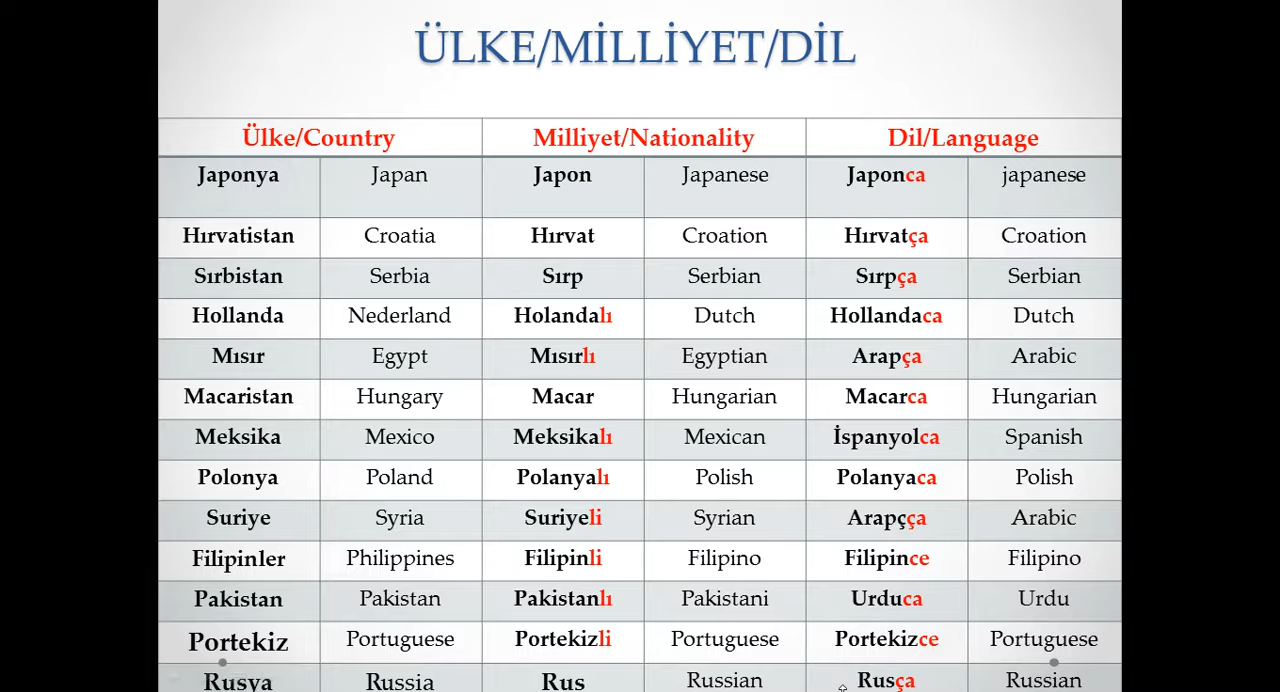 ÜLKE/MİLLİYET/DİL
Ülke/Country Milliyet/Nationality Dil/Language
Japonya Japan Japon Japanese Japonca japanese
Hırvatistan Croatia Hırvat Croation Hırvatça Croation
Sırbistan Serbia Sırp Serbian Sırpça Serbian
Hollanda Nederland Holandalı Dutch Hollandaca Dutch
Mısır Egypt Mısırlı Egyptian Arapça Arabic
Macaristan Hungary Macar Hungarian Macarca Hungarian
Meksika Mexico Meksikalı Mexican İspanyolca Spanish
Polonya Poland Polanyalı Polish Polanyaca Polish
Suriye Syria Suriyeli Syrian Arapçça Arabic
Filipinler Philippines Filipinli Filipino Filipince Filipino
Pakistan Pakistan Pakistanlı Pakistani Urduca Urdu
Portekiz Portuguese Portekizli Portuguese Portekizce Portuguese
Rusya Russia Rus Russian Rusça Russian